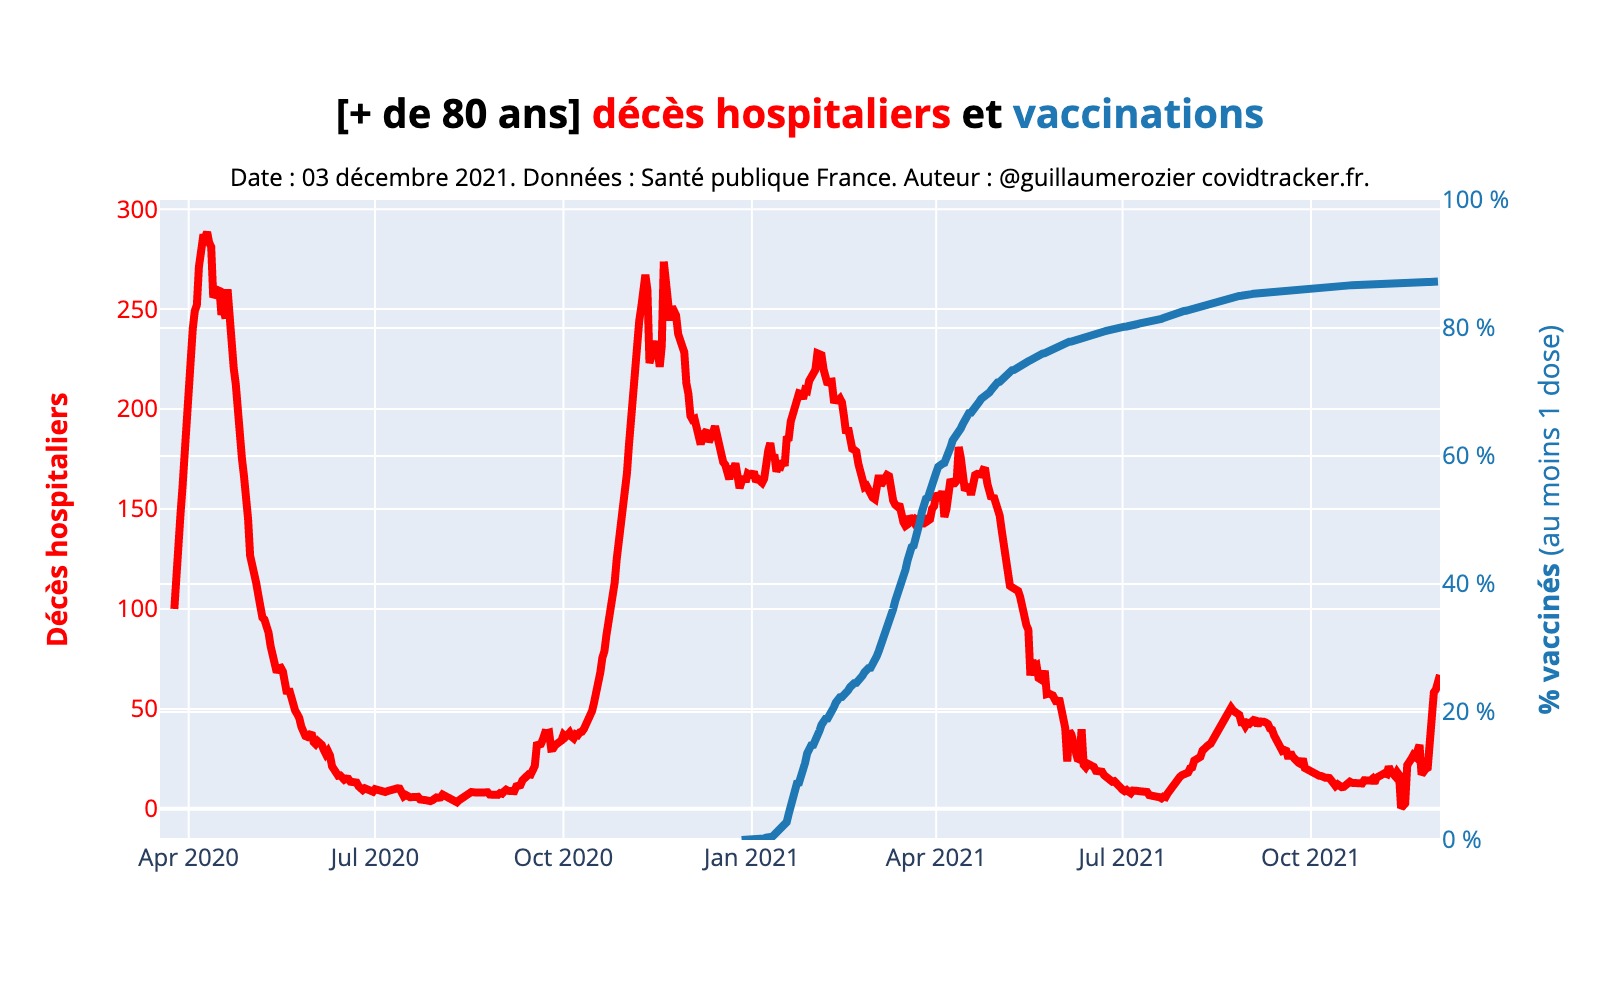 [+ de 80 ans] décès hospitaliers et vaccinations
Date : 03 décembre 2021. Données : Santé publique France. Auteur : @guillaumerozier covidtracker.fr.
300
250
200
150
100
50
0
Décès hospitaliers
100 %
80 %
60 %
40 %
20 %
0 %
% vaccinés (au moins 1 dose)
Apr 2020
Jul 2020
Oct 2020
Jan 2021
Apr 2021
Jul 2021
Oct 2021